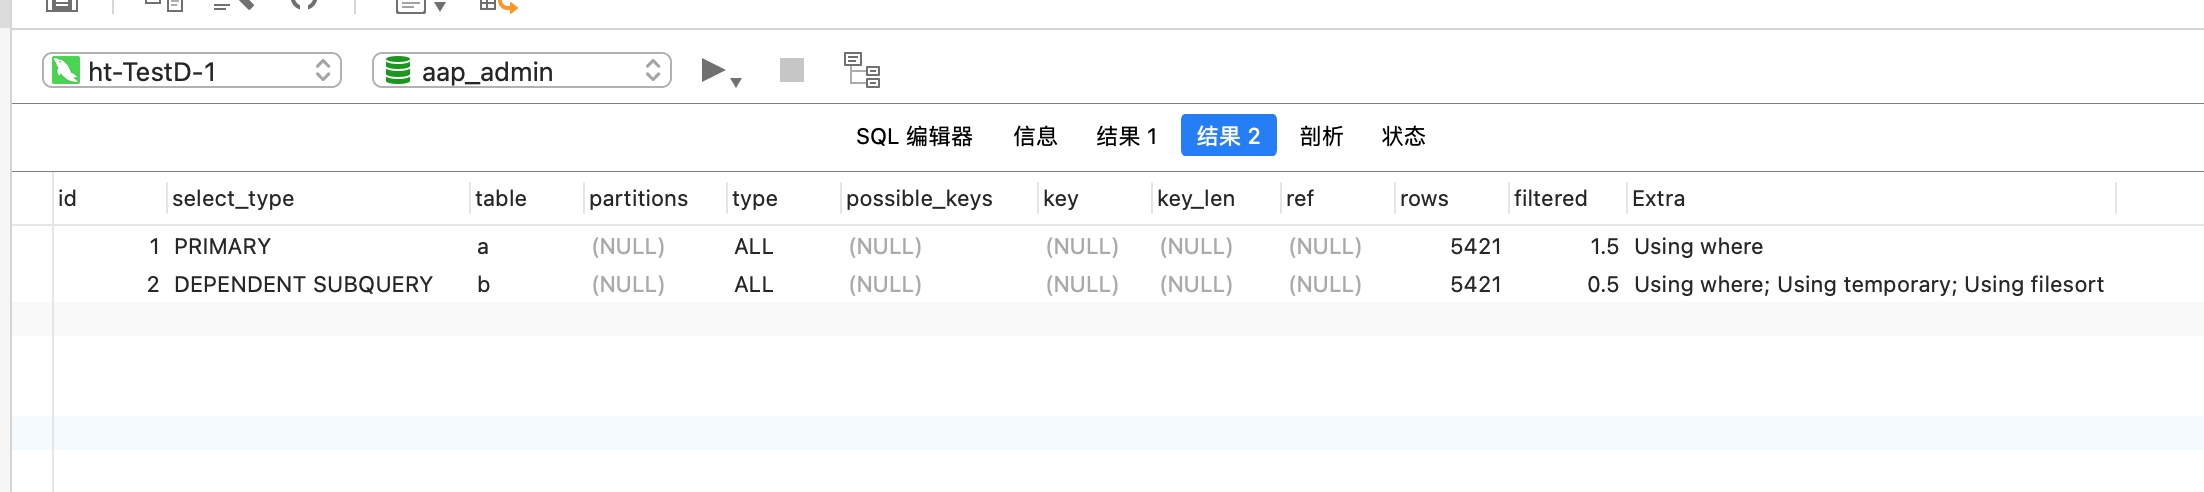 ht-TestD-1 aap_admin
SQL 编辑器 信息 结果 1 结果 2 剖析 状态
id select_type table partitions type possible_keys key key_len ref rows filtered Extra
1 PRIMARY a (NULL) ALL (NULL) (NULL) (NULL) (NULL) 5421 1.5 Using where
2 DEPENDENT SUBQUERY b (NULL) ALL (NULL) (NULL) (NULL) (NULL) 5421 0.5 Using where; Using temporary; Using filesort